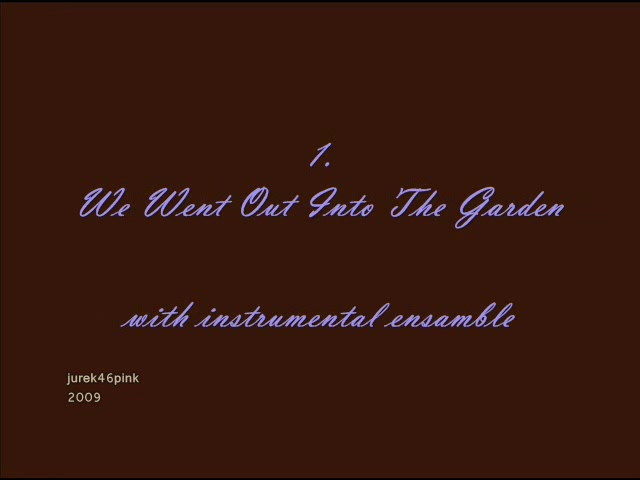 1.
We Went Out Into The Garden
with instrumental ensamble
jurek46pink
2009